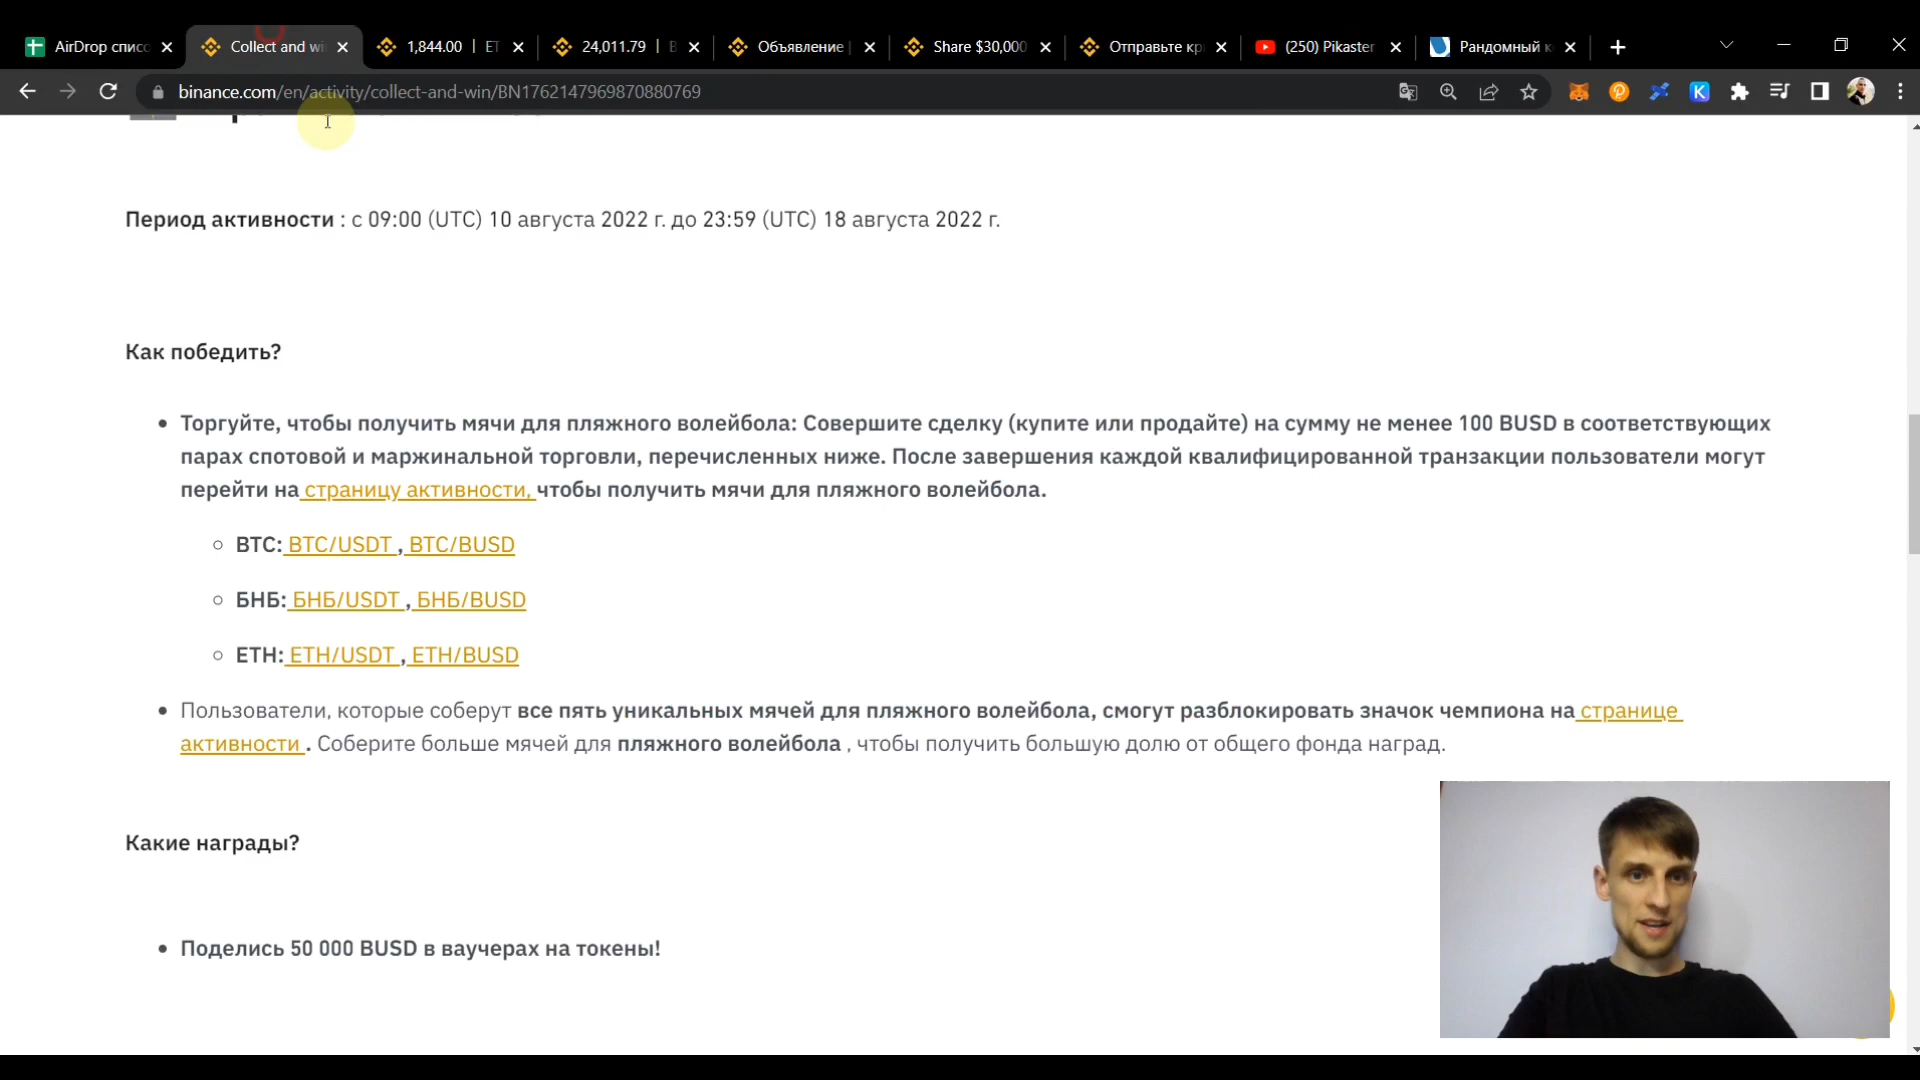 AirDrop списс
Collect and wi
1,844.00 | ET
24,011.79 |
Объявление
Share $30,000
Отправьте кр
(250) Pikaster
Рандомный к
binance.com/en/activity/collect-and-win/BN1762147969870880769
Период активности : с 09:00 (UTC) 10 августа 2022 г. до 23:59 (UTC) 18 августа 2022 г.
Как победить?
Торгуйте, чтобы получить мячи для пляжного волейбола: Совершите сделку (купите или продайте) на сумму не менее 100 BUSD в соответствующих
парах спотовой и маржинальной торговли, перечисленных ниже. После завершения каждой квалифицированной транзакции пользователи могут
перейти на страницу активности, чтобы получить мячи для пляжного волейбола.
BTC: BTC/USDT , BTC/BUSD
БНБ: БНБ/USDT , БНБ/BUSD
ETH: ETH/USDT , ETH/BUSD
Пользователи, которые соберут все пять уникальных мячей для пляжного волейбола, смогут разблокировать значок чемпиона на странице
активности . Соберите больше мячей для пляжного волейбола , чтобы получить большую долю от общего фонда наград.
Какие награды?
Поделись 50 000 BUSD в ваучерах на токены!